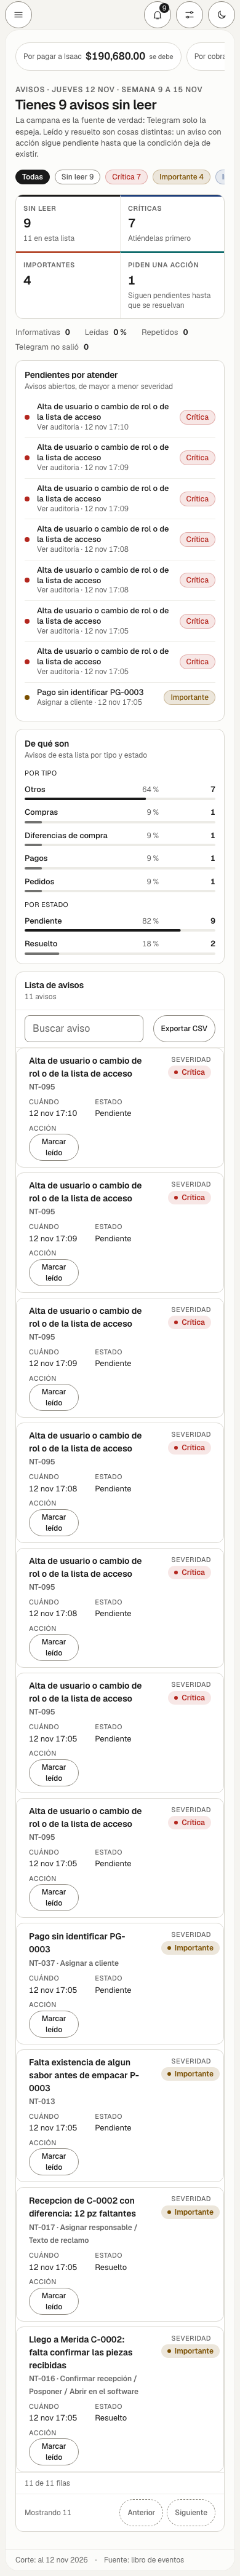 9
Por pagar a Isaac $190,680.00 se debe
Por cobra
AVISOS · JUEVES 12 NOV · SEMANA 9 A 15 NOV
Tienes 9 avisos sin leer
La campana es la fuente de verdad: Telegram solo la
espeja. Leído y resuelto son cosas distintas: un aviso con
acción sigue pendiente hasta que la condición deja de
existir.
Todas
Sin leer 9
Crítica 7
Importante 4
SIN LEER
9
11 en esta lista
CRÍTICAS
7
Atiéndelas primero
IMPORTANTES
4
PIDEN UNA ACCIÓN
1
Siguen pendientes hasta
que se resuelvan
Informativas 0
Leídas 0 %
Repetidos 0
Telegram no salió 0
Pendientes por atender
Avisos abiertos, de mayor a menor severidad
Alta de usuario o cambio de rol o de
la lista de acceso
Ver auditoría · 12 nov 17:10
Crítica
Alta de usuario o cambio de rol o de
la lista de acceso
Ver auditoría · 12 nov 17:09
Crítica
Alta de usuario o cambio de rol o de
la lista de acceso
Ver auditoría · 12 nov 17:09
Crítica
Alta de usuario o cambio de rol o de
la lista de acceso
Ver auditoría · 12 nov 17:08
Crítica
Alta de usuario o cambio de rol o de
la lista de acceso
Ver auditoría · 12 nov 17:08
Crítica
Alta de usuario o cambio de rol o de
la lista de acceso
Ver auditoría · 12 nov 17:05
Crítica
Alta de usuario o cambio de rol o de
la lista de acceso
Ver auditoría · 12 nov 17:05
Crítica
Pago sin identificar PG-0003
Asignar a cliente · 12 nov 17:05
Importante
De qué son
Avisos de esta lista por tipo y estado
POR TIPO
Otros 64 % 7
Compras 9 % 1
Diferencias de compra 9 % 1
Pagos 9 % 1
Pedidos 9 % 1
POR ESTADO
Pendiente 82 % 9
Resuelto 18 % 2
Lista de avisos
11 avisos
Buscar aviso
Exportar CSV
Alta de usuario o cambio de
rol o de la lista de acceso
NT-095
SEVERIDAD
Crítica
CUÁNDO
12 nov 17:10
ESTADO
Pendiente
ACCIÓN
Marcar
leído
Alta de usuario o cambio de
rol o de la lista de acceso
NT-095
SEVERIDAD
Crítica
CUÁNDO
12 nov 17:09
ESTADO
Pendiente
ACCIÓN
Marcar
leído
Alta de usuario o cambio de
rol o de la lista de acceso
NT-095
SEVERIDAD
Crítica
CUÁNDO
12 nov 17:09
ESTADO
Pendiente
ACCIÓN
Marcar
leído
Alta de usuario o cambio de
rol o de la lista de acceso
NT-095
SEVERIDAD
Crítica
CUÁNDO
12 nov 17:08
ESTADO
Pendiente
ACCIÓN
Marcar
leído
Alta de usuario o cambio de
rol o de la lista de acceso
NT-095
SEVERIDAD
Crítica
CUÁNDO
12 nov 17:08
ESTADO
Pendiente
ACCIÓN
Marcar
leído
Alta de usuario o cambio de
rol o de la lista de acceso
NT-095
SEVERIDAD
Crítica
CUÁNDO
12 nov 17:05
ESTADO
Pendiente
ACCIÓN
Marcar
leído
Alta de usuario o cambio de
rol o de la lista de acceso
NT-095
SEVERIDAD
Crítica
CUÁNDO
12 nov 17:05
ESTADO
Pendiente
ACCIÓN
Marcar
leído
Pago sin identificar PG-
0003
NT-037 · Asignar a cliente
SEVERIDAD
Importante
CUÁNDO
12 nov 17:05
ESTADO
Pendiente
ACCIÓN
Marcar
leído
Falta existencia de algun
sabor antes de empacar P-
0003
NT-013
SEVERIDAD
Importante
CUÁNDO
12 nov 17:05
ESTADO
Pendiente
ACCIÓN
Marcar
leído
Recepcion de C-0002 con
diferencia: 12 pz faltantes
NT-017 · Asignar responsable /
Texto de reclamo
SEVERIDAD
Importante
CUÁNDO
12 nov 17:05
ESTADO
Resuelto
ACCIÓN
Marcar
leído
Llego a Merida C-0002:
falta confirmar las piezas
recibidas
NT-016 · Confirmar recepción /
Posponer / Abrir en el software
SEVERIDAD
Importante
CUÁNDO
12 nov 17:05
ESTADO
Resuelto
ACCIÓN
Marcar
leído
11 de 11 filas
Mostrando 11
Anterior
Siguiente
Corte: al 12 nov 2026 · Fuente: libro de eventos